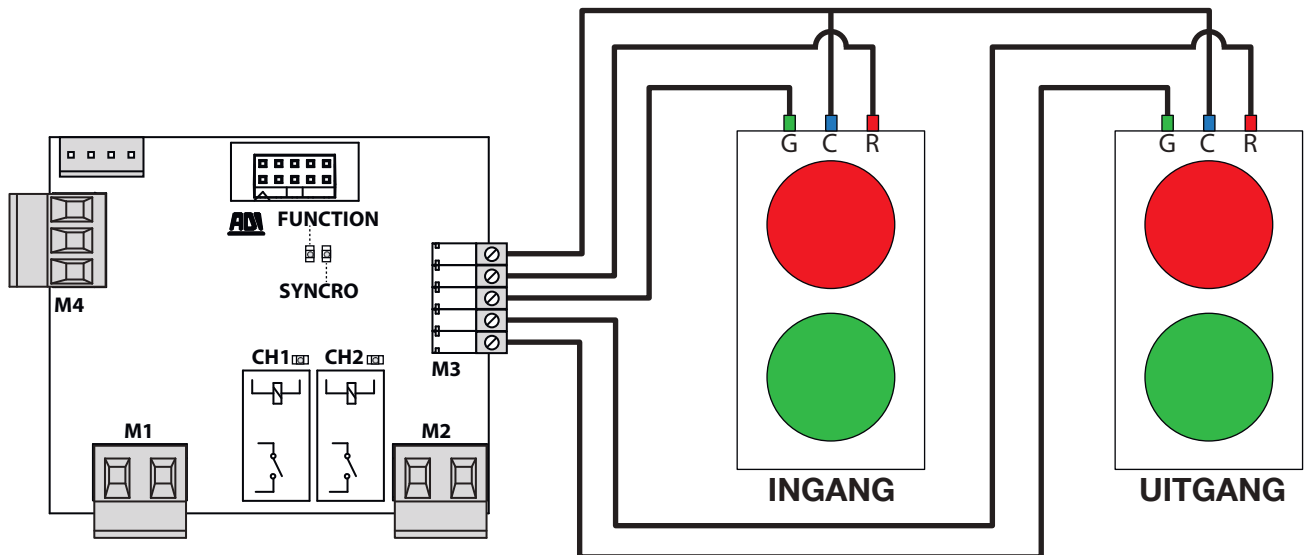 G C R
G C R
ADI FUNCTION
SYNCRO
M4
CH1 CH2
M3
M1
M2
INGANG
UITGANG